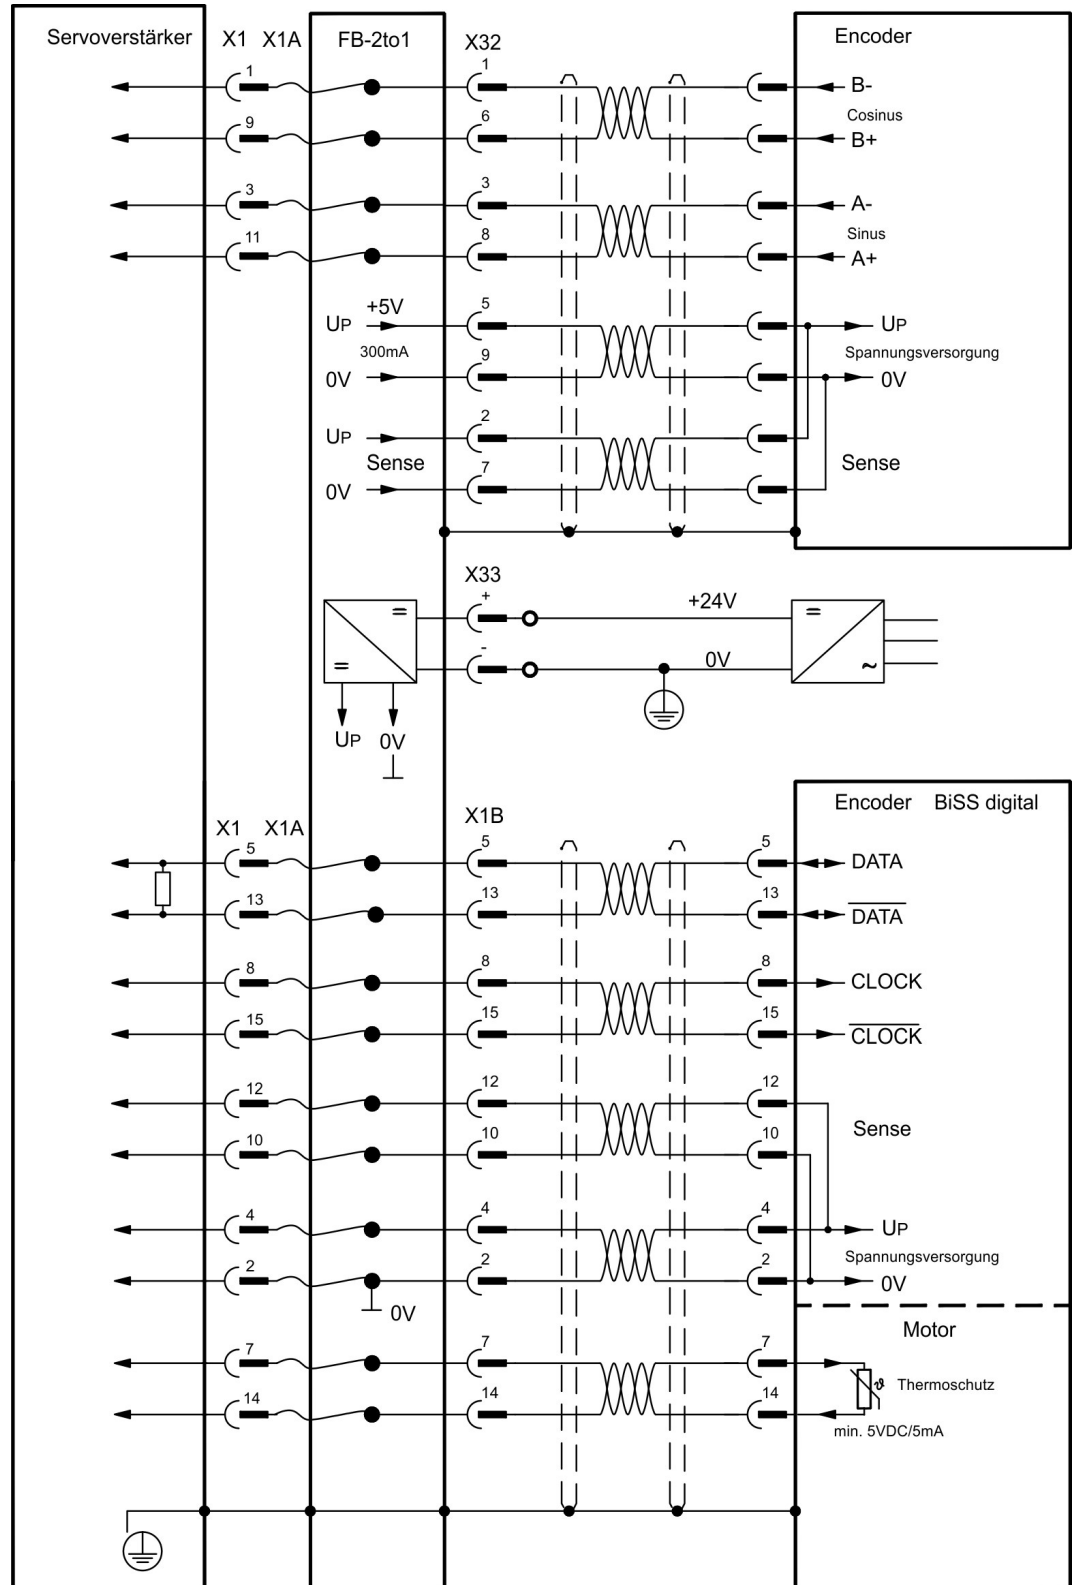 Servoverstärker X1 X1A FB-2to1 X32 Encoder
1 1 B-
Cosinus
9 6 B+
3 3 A-
Sinus
11 8 A+
UP +5V 5 UP
300mA Spannungsversorgung
0V 9 0V
UP 2
Sense Sense
0V 7
X33
+ +24V
=
=
=
~
- 0V
UP 0V
Encoder BiSS digital
X1 X1A X1B
5 5 5 DATA
13 13 13 DATA
8 8 8 CLOCK
15 15 15 CLOCK
12 12 12
Sense
10 10 10
4 4 4 UP
Spannungsversorgung
2 2 2 0V
0V
Motor
7 7 7
ϑ Thermoschutz
14 14 14
min. 5VDC/5mA